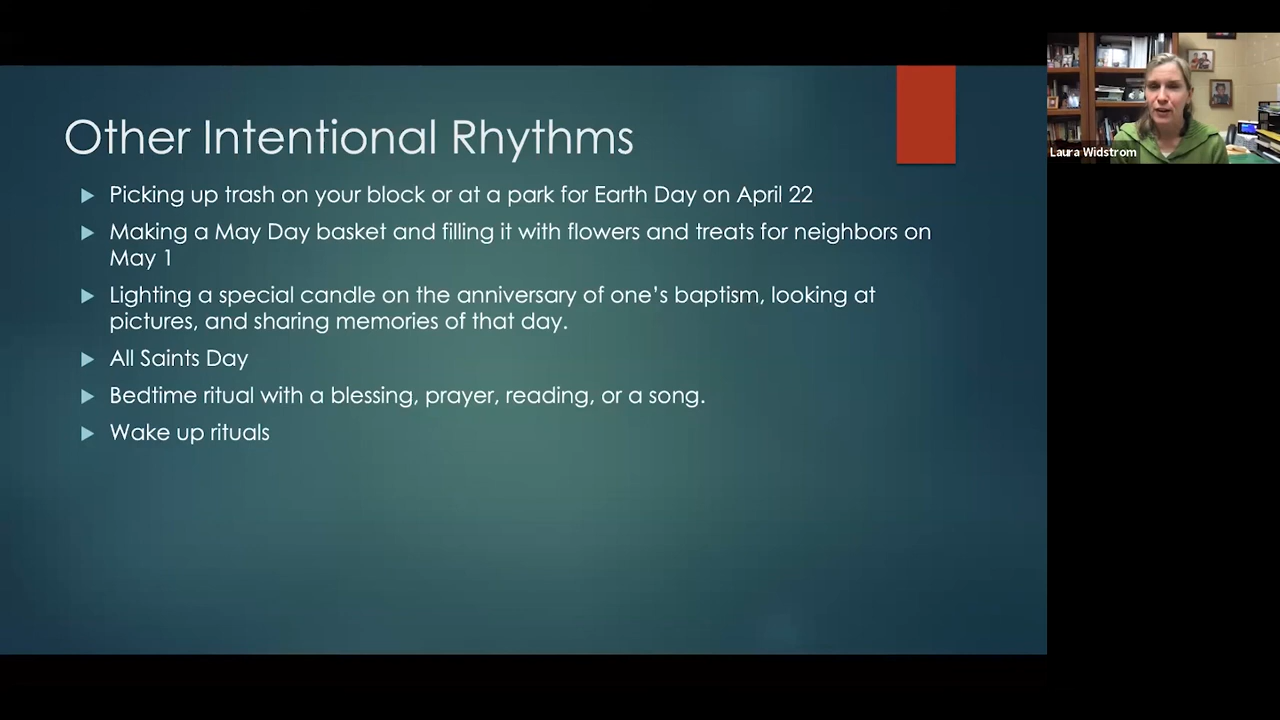 Other Intentional Rhythms
Picking up trash on your block or at a park for Earth Day on April 22
Making a May Day basket and filling it with flowers and treats for neighbors on
May 1
Lighting a special candle on the anniversary of one’s baptism, looking at
pictures, and sharing memories of that day.
All Saints Day
Bedtime ritual with a blessing, prayer, reading, or a song.
Wake up rituals
Laura Widstrom